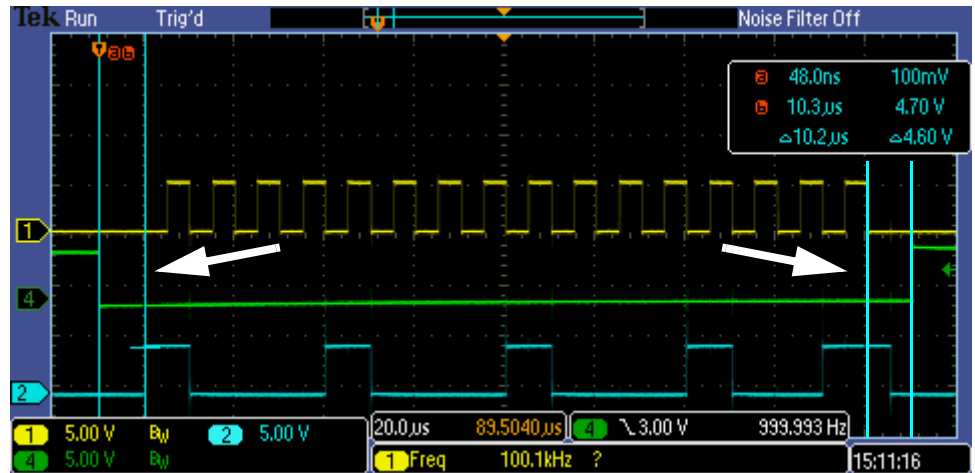 Tek Run Trig'd Noise Filter Off
T a b
a 48.0ns 100mV
b 10.3µs 4.70 V
△10.2µs △4.60 V
1
4
2
1 5.00 V BW 2 5.00 V
4 5.00 V BW
20.0µs 89.5040µs
4 \ 3.00 V 999.993 Hz
1 Freq 100.1kHz ?
15:11:16